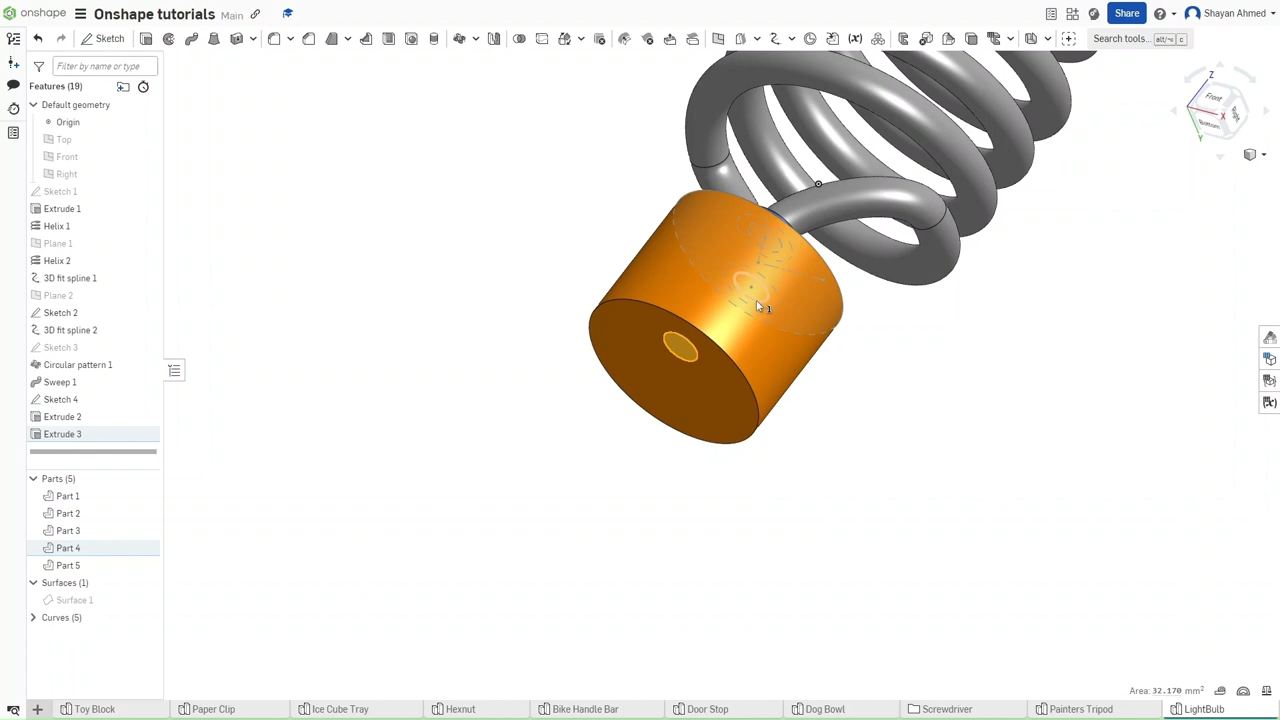 onshape Onshape tutorials Main Share Shayan Ahmed
Sketch Search tools... alt/⌥ c
Filter by name or type
Features (19)
Default geometry
Origin
Top
Front
Right
Sketch 1
Extrude 1
Helix 1
Plane 1
Helix 2
3D fit spline 1
Plane 2
Sketch 2
3D fit spline 2
Sketch 3
Circular pattern 1
Sweep 1
Sketch 4
Extrude 2
Extrude 3
Parts (5)
Part 1
Part 2
Part 3
Part 4
Part 5
Surfaces (1)
Surface 1
Curves (5)
Z
Front
Right
X
Bottom
Y
1
Area: 32.170 mm²
Toy Block Paper Clip Ice Cube Tray Hexnut Bike Handle Bar Door Stop Dog Bowl Screwdriver Painters Tripod LightBulb